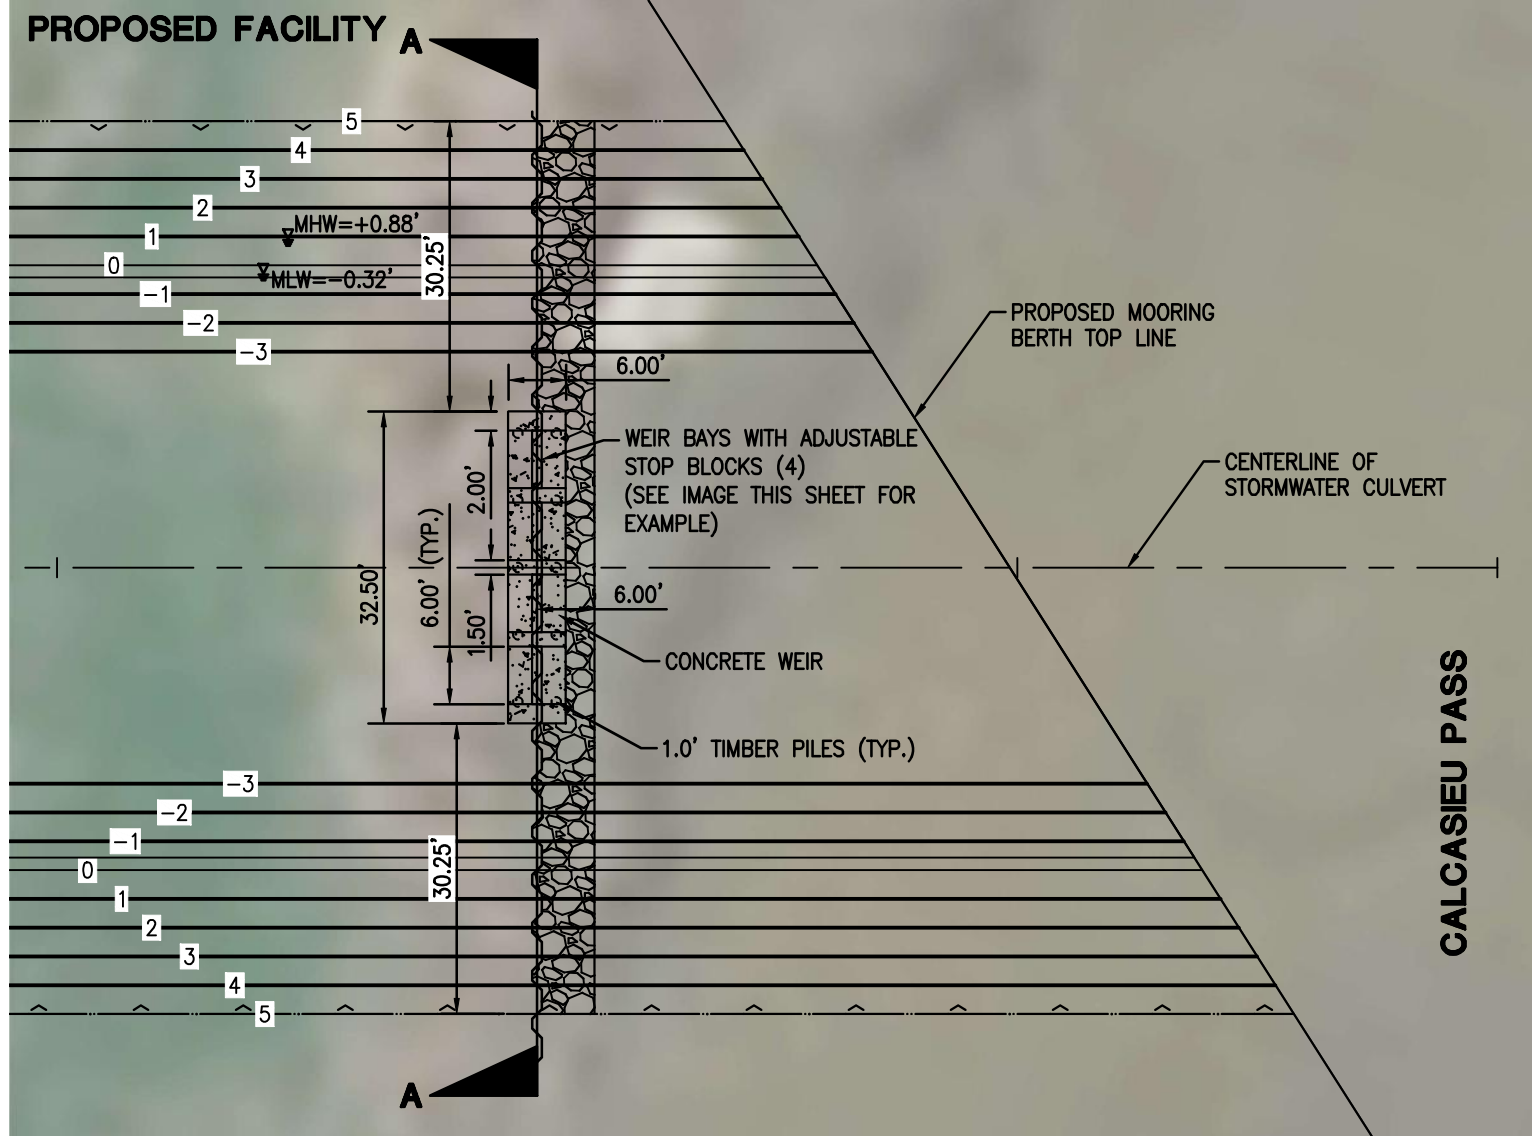 PROPOSED FACILITY
A
5
4
3
2
MHW=+0.88'
1
0
MLW=-0.32'
-1
-2
-3
30.25'
6.00'
PROPOSED MOORING
BERTH TOP LINE
WEIR BAYS WITH ADJUSTABLE
STOP BLOCKS (4)
(SEE IMAGE THIS SHEET FOR
EXAMPLE)
CENTERLINE OF
STORMWATER CULVERT
2.00'
6.00' (TYP.)
32.50'
1.50'
6.00'
CONCRETE WEIR
1.0' TIMBER PILES (TYP.)
CALCASIEU PASS
-3
-2
-1
0
1
2
3
4
5
30.25'
A